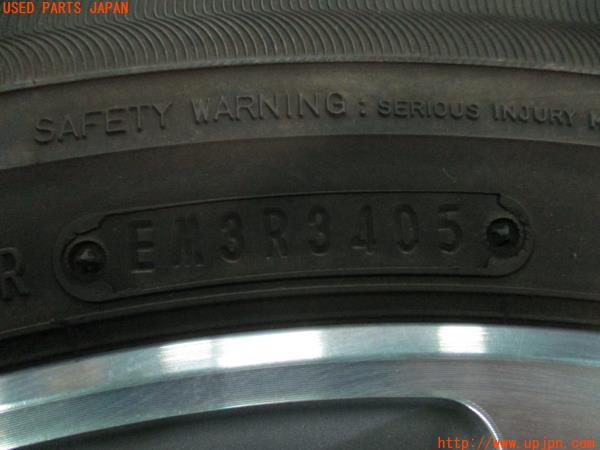 USED PARTS JAPAN
SAFETY WARNING: SERIOUS INJURY
R EM3R3405
http://www.upjpn.com